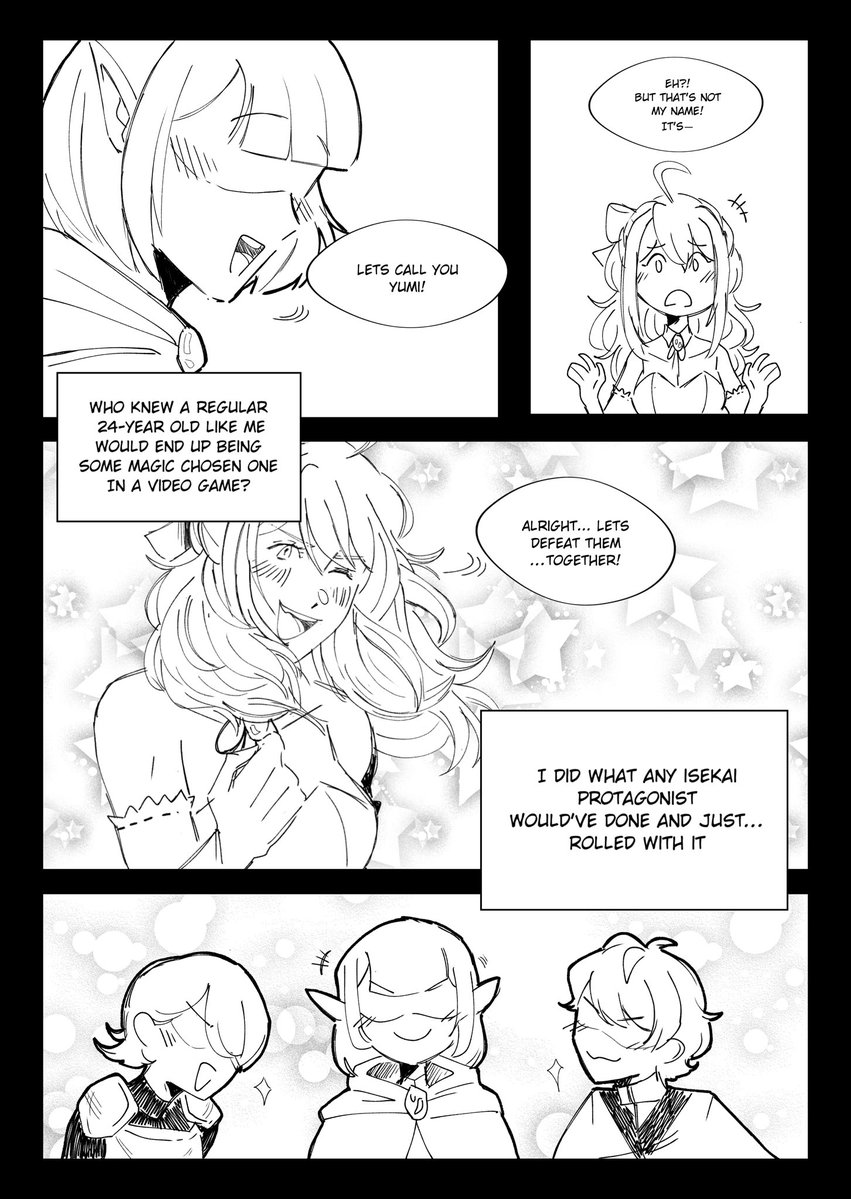 LETS CALL YOU
YUMI!
EH?!
BUT THAT'S NOT
MY NAME!
IT'S—
WHO KNEW A REGULAR
24-YEAR OLD LIKE ME
WOULD END UP BEING
SOME MAGIC CHOSEN ONE
IN A VIDEO GAME?
ALRIGHT... LETS
DEFEAT THEM
...TOGETHER!
I DID WHAT ANY ISEKAI
PROTAGONIST
WOULD'VE DONE AND JUST...
ROLLED WITH IT